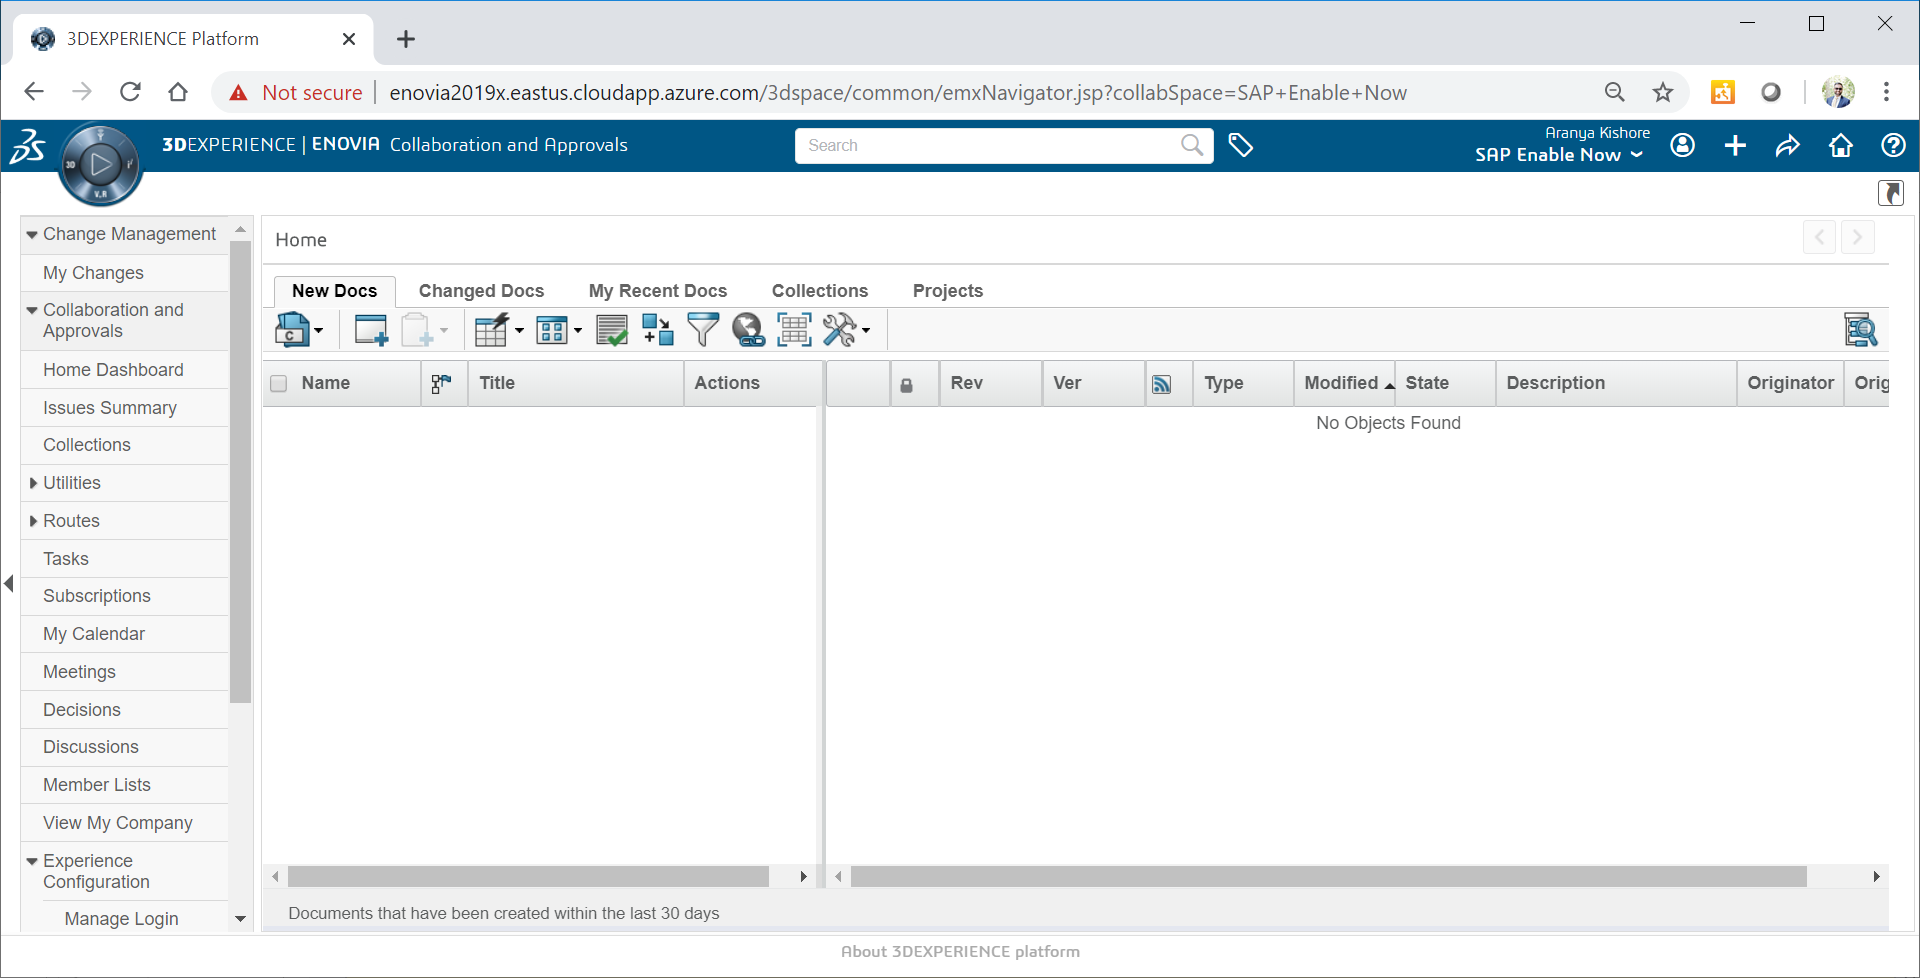 3DEXPERIENCE Platform
Not secure
enovia2019x.eastus.cloudapp.azure.com/3dspace/common/emxNavigator.jsp?collabSpace=SAP+Enable+Now
3DEXPERIENCE | ENOVIA Collaboration and Approvals
Search
Aranya Kishore
SAP Enable Now
3D
V.R
Change Management
My Changes
Collaboration and
Approvals
Home Dashboard
Issues Summary
Collections
Utilities
Routes
Tasks
Subscriptions
My Calendar
Meetings
Decisions
Discussions
Member Lists
View My Company
Experience
Configuration
Manage Login
Home
New Docs Changed Docs My Recent Docs Collections Projects
C
Name Title Actions Rev Ver Type Modified State Description Originator Orig
No Objects Found
Documents that have been created within the last 30 days
About 3DEXPERIENCE platform